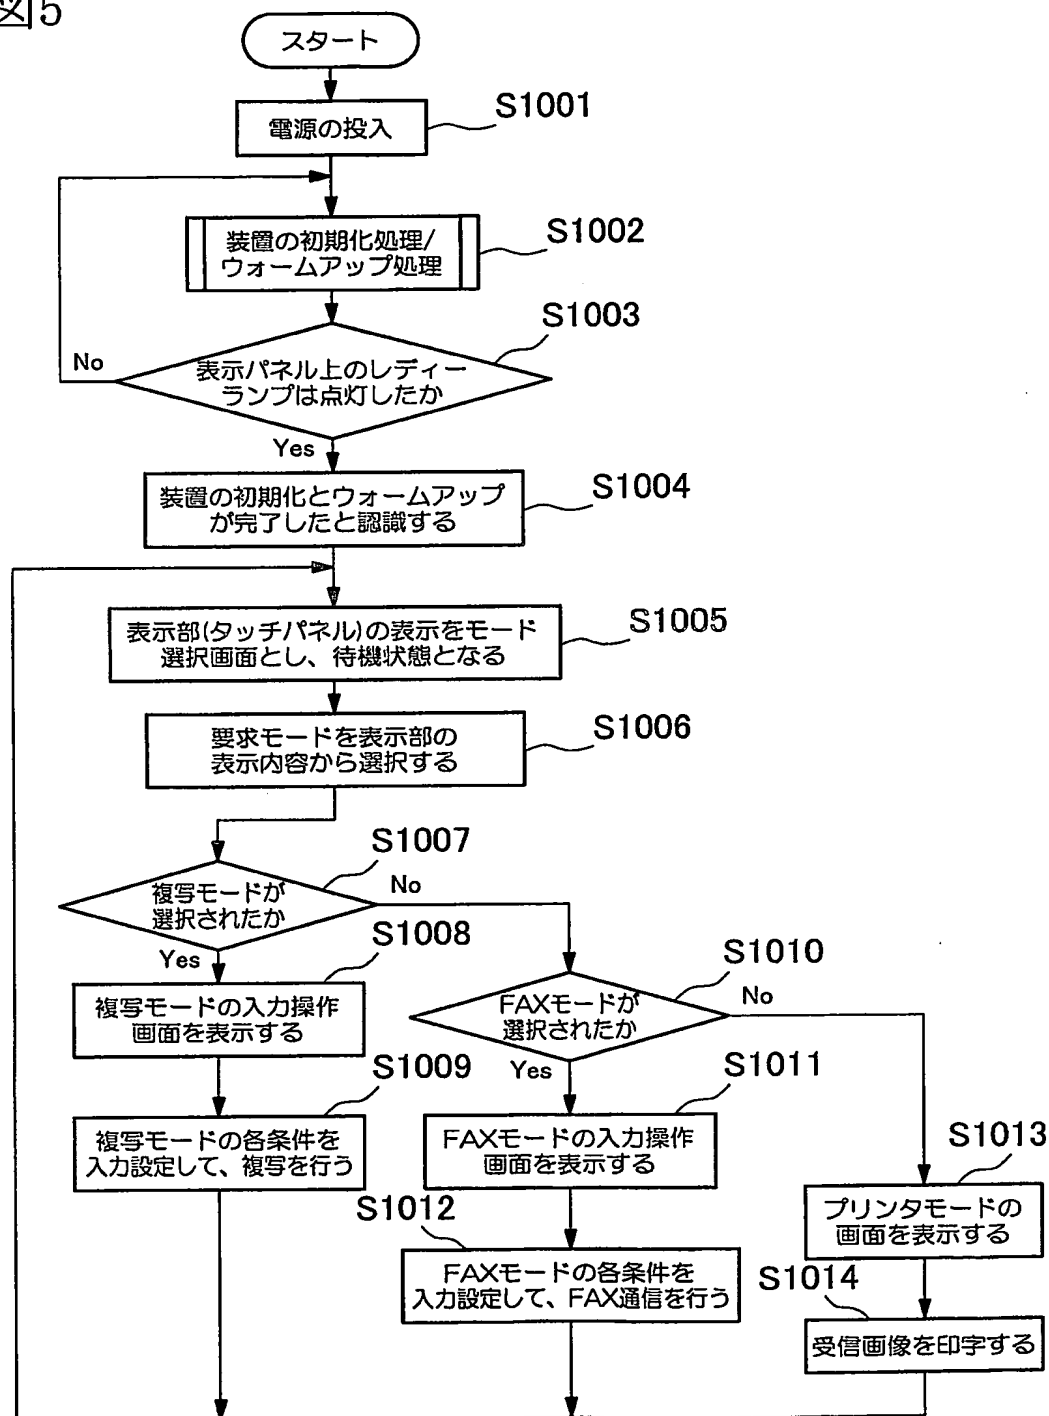 図5
スタート
電源の投入
S1001
装置の初期化処理/
ウォームアップ処理
S1002
表示パネル上のレディー
ランプは点灯したか
S1003
No
Yes
装置の初期化とウォームアップ
が完了したと認識する
S1004
表示部(タッチパネル)の表示をモード
選択画面とし、待機状態となる
S1005
要求モードを表示部の
表示内容から選択する
S1006
複写モードが
選択されたか
S1007
No
Yes
複写モードの入力操作
画面を表示する
S1008
複写モードの各条件を
入力設定して、複写を行う
S1009
FAXモードが
選択されたか
S1010
No
Yes
FAXモードの入力操作
画面を表示する
S1011
FAXモードの各条件を
入力設定して、FAX通信を行う
S1012
プリンタモードの
画面を表示する
S1013
受信画像を印字する
S1014